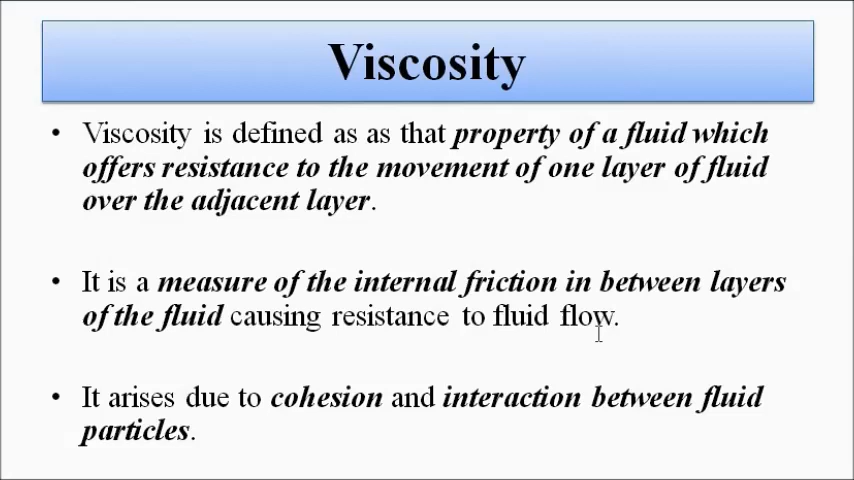 Viscosity
• Viscosity is defined as as that property of a fluid which
offers resistance to the movement of one layer of fluid
over the adjacent layer.
• It is a measure of the internal friction in between layers
of the fluid causing resistance to fluid flow.
• It arises due to cohesion and interaction between fluid
particles.